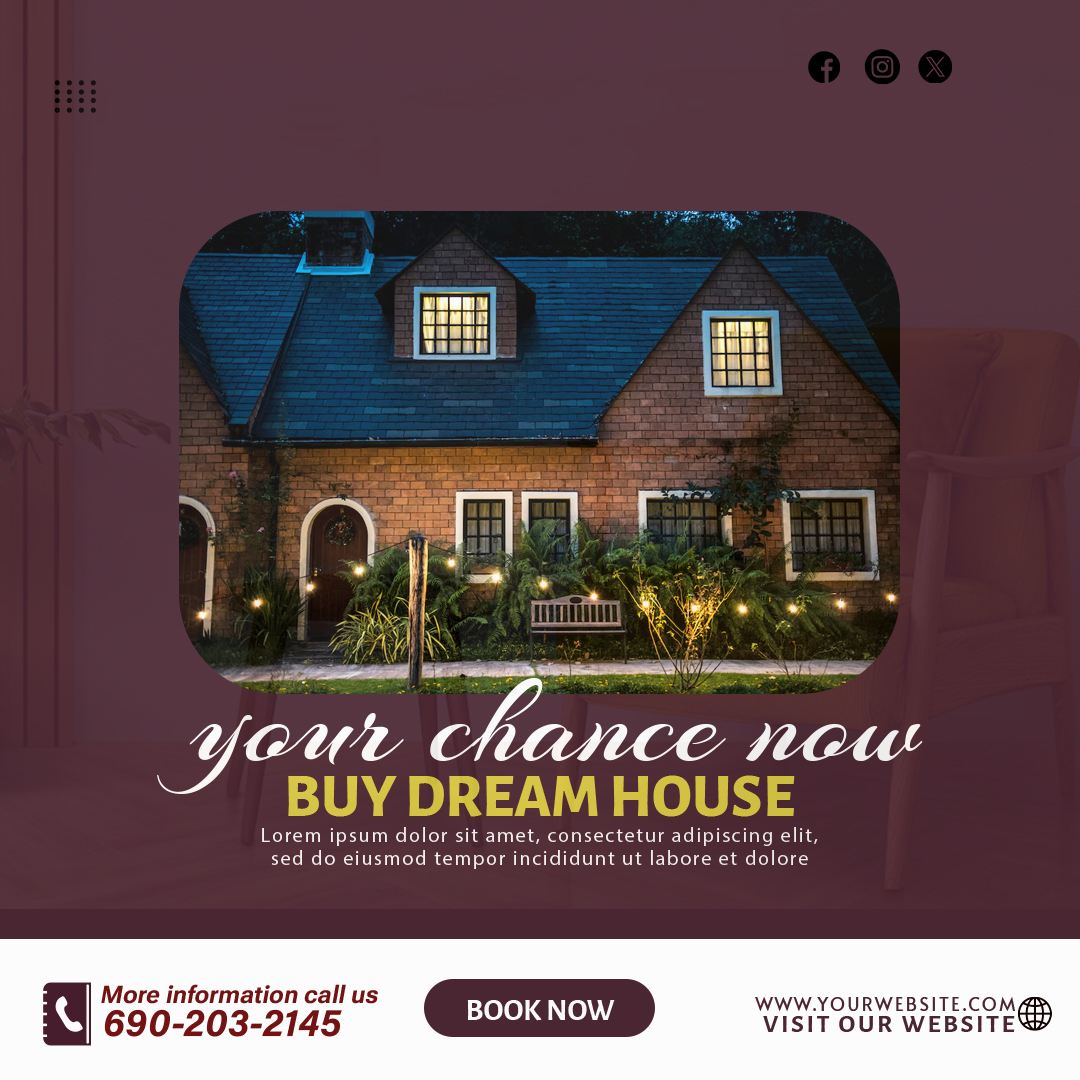 your chance now
BUY DREAM HOUSE
Lorem ipsum dolor sit amet, consectetur adipiscing elit,
sed do eiusmod tempor incididunt ut labore et dolore
More information call us
690-203-2145
BOOK NOW
WWW.YOURWEBSITE.COM
VISIT OUR WEBSITE